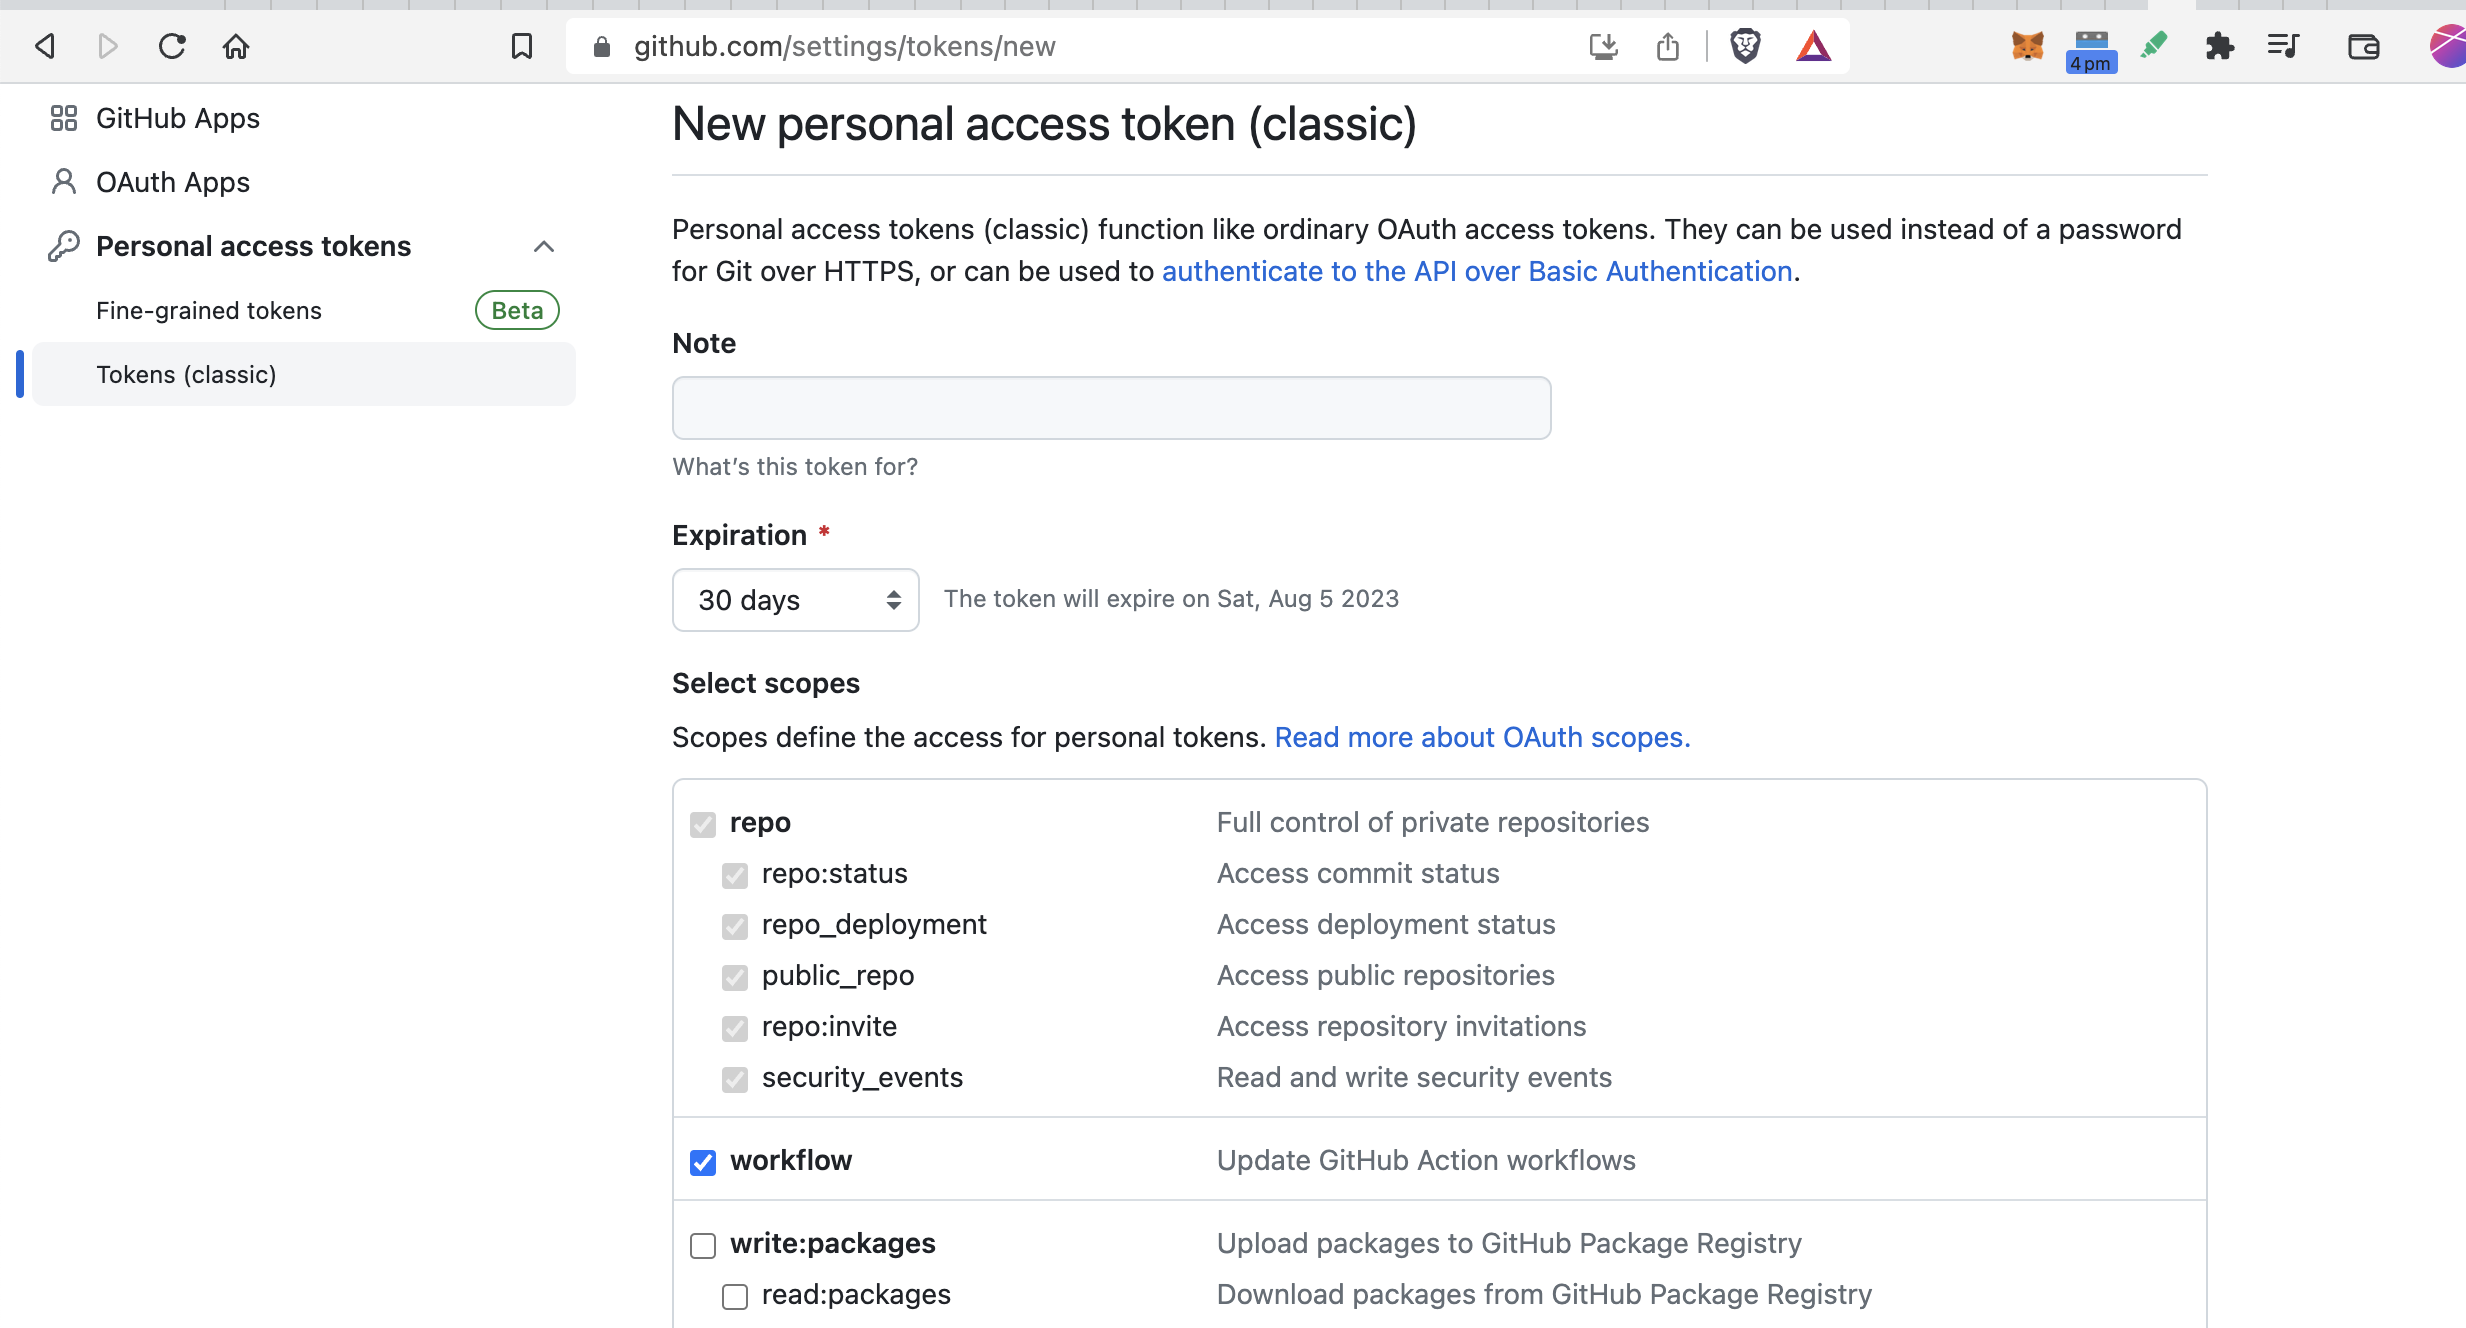 github.com/settings/tokens/new
4pm
GitHub Apps
OAuth Apps
Personal access tokens
Fine-grained tokens Beta
Tokens (classic)
New personal access token (classic)
Personal access tokens (classic) function like ordinary OAuth access tokens. They can be used instead of a password
for Git over HTTPS, or can be used to authenticate to the API over Basic Authentication.
Note
What's this token for?
Expiration *
30 days The token will expire on Sat, Aug 5 2023
Select scopes
Scopes define the access for personal tokens. Read more about OAuth scopes.
repo Full control of private repositories
repo:status Access commit status
repo_deployment Access deployment status
public_repo Access public repositories
repo:invite Access repository invitations
security_events Read and write security events
workflow Update GitHub Action workflows
write:packages Upload packages to GitHub Package Registry
read:packages Download packages from GitHub Package Registry